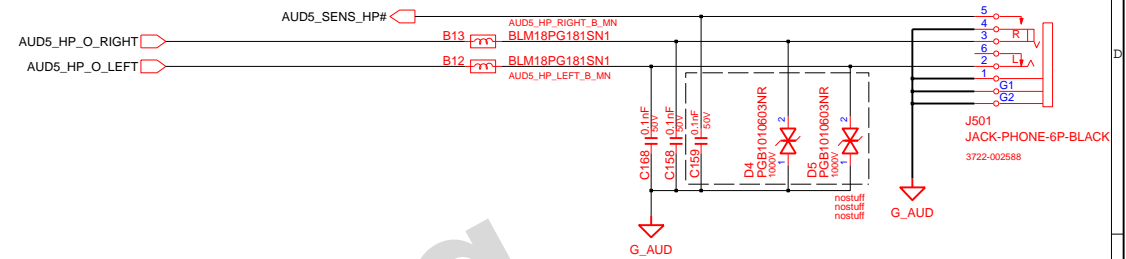 AUD5_SENS_HP#
AUD5_HP_RIGHT_B_MN
AUD5_HP_O_RIGHT
B13
BLM18PG181SN1
AUD5_HP_O_LEFT
B12
BLM18PG181SN1
AUD5_HP_LEFT_B_MN
5
4
3
6
2
1
G1
G2
R
L
D
J501
JACK-PHONE-6P-BLACK
3722-002588
C168
0.1nF
50V
C158
0.1nF
50V
C159
0.1nF
50V
D4
PGB1010603NR
1000V
2
1
D5
PGB1010603NR
1000V
2
1
nostuff
nostuff
nostuff
G_AUD
G_AUD